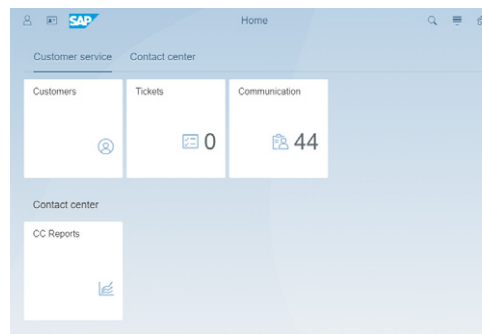 SAP Home
Customer service Contact center
Customers Tickets Communication
0 44
Contact center
CC Reports